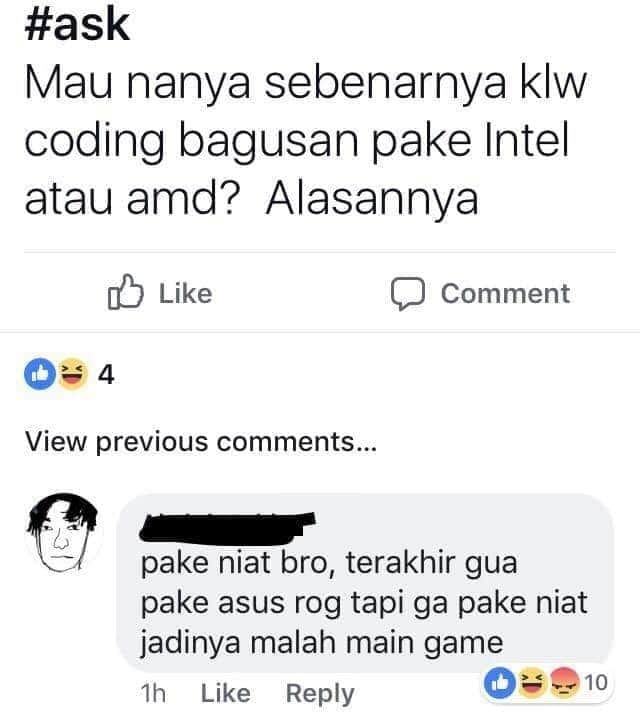 #ask
Mau nanya sebenarnya klw
coding bagusan pake Intel
atau amd? Alasannya
Like Comment
4
View previous comments...
pake niat bro, terakhir gua
pake asus rog tapi ga pake niat
jadinya malah main game
1h Like Reply 10